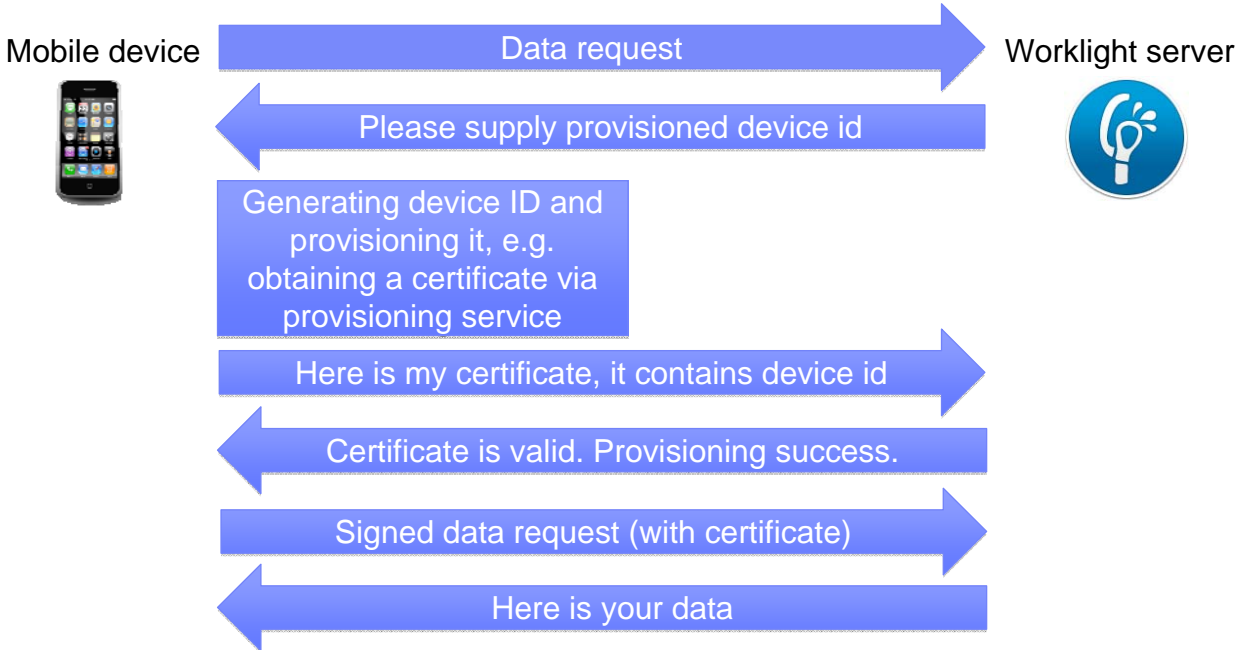 Data request
Mobile device
Worklight server
Please supply provisioned device id
Generating device ID and
provisioning it, e.g.
obtaining a certificate via
provisioning service
Here is my certificate, it contains device id
Certificate is valid. Provisioning success.
Signed data request (with certificate)
Here is your data